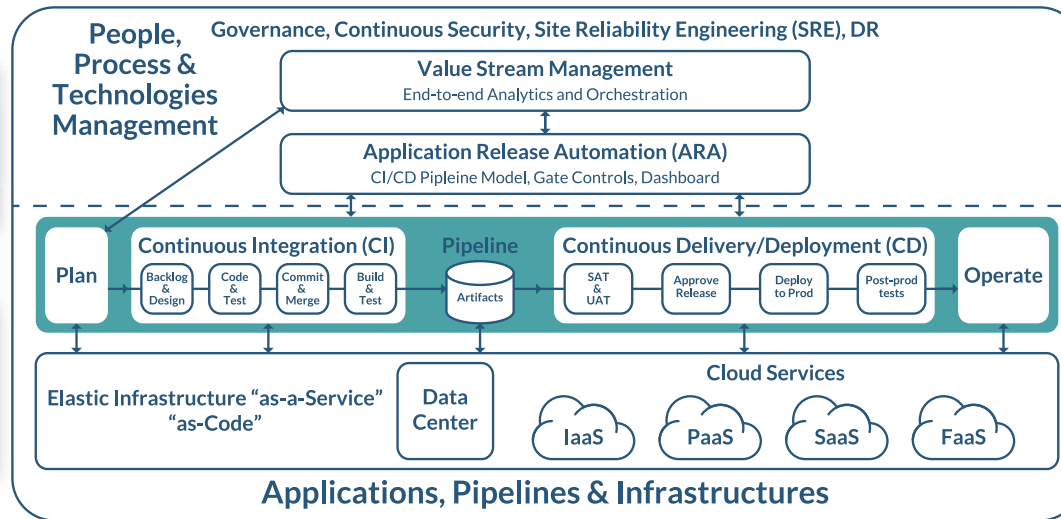 People,
Process &
Technologies
Management
Governance, Continuous Security, Site Reliability Engineering (SRE), DR
Value Stream Management
End-to-end Analytics and Orchestration
Application Release Automation (ARA)
CI/CD Pipleine Model, Gate Controls, Dashboard
Plan
Continuous Integration (CI)
Backlog
&
Design
Code
&
Test
Commit
&
Merge
Build
&
Test
Pipeline
Artifacts
Continuous Delivery/Deployment (CD)
SAT
&
UAT
Approve
Release
Deploy
to Prod
Post-prod
tests
Operate
Elastic Infrastructure “as-a-Service”
“as-Code”
Data
Center
Cloud Services
IaaS
PaaS
SaaS
FaaS
Applications, Pipelines & Infrastructures